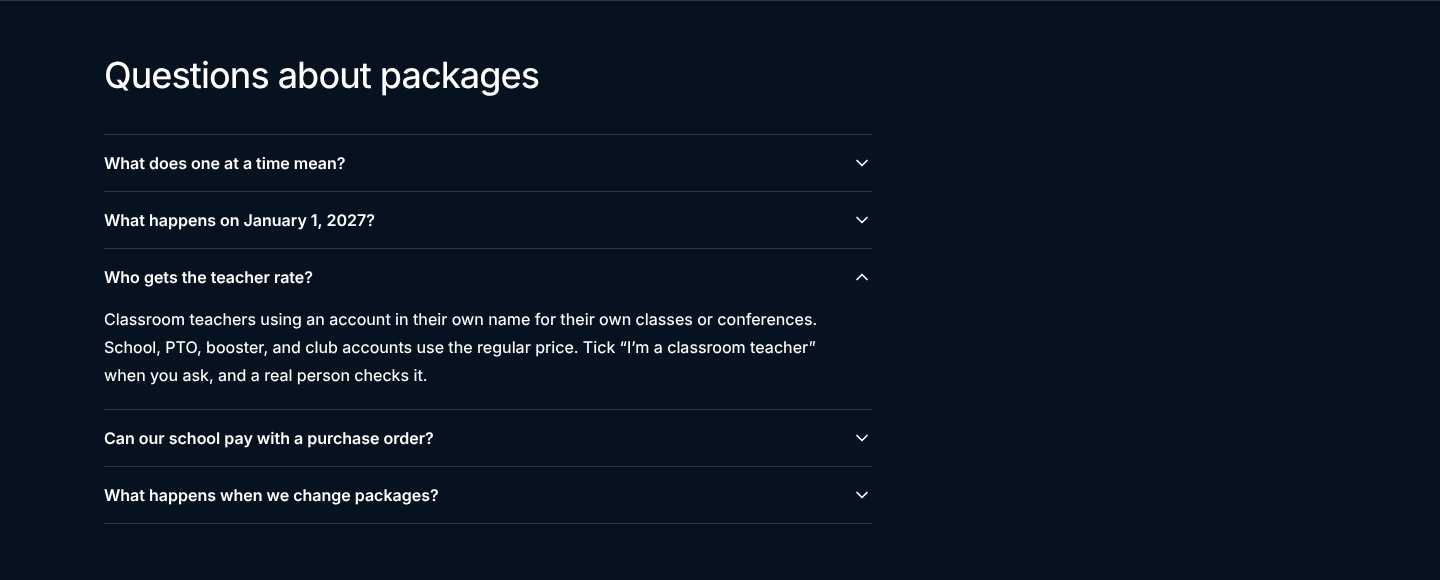 Questions about packages
What does one at a time mean?
What happens on January 1, 2027?
Who gets the teacher rate?
Classroom teachers using an account in their own name for their own classes or conferences.
School, PTO, booster, and club accounts use the regular price. Tick “I’m a classroom teacher”
when you ask, and a real person checks it.
Can our school pay with a purchase order?
What happens when we change packages?